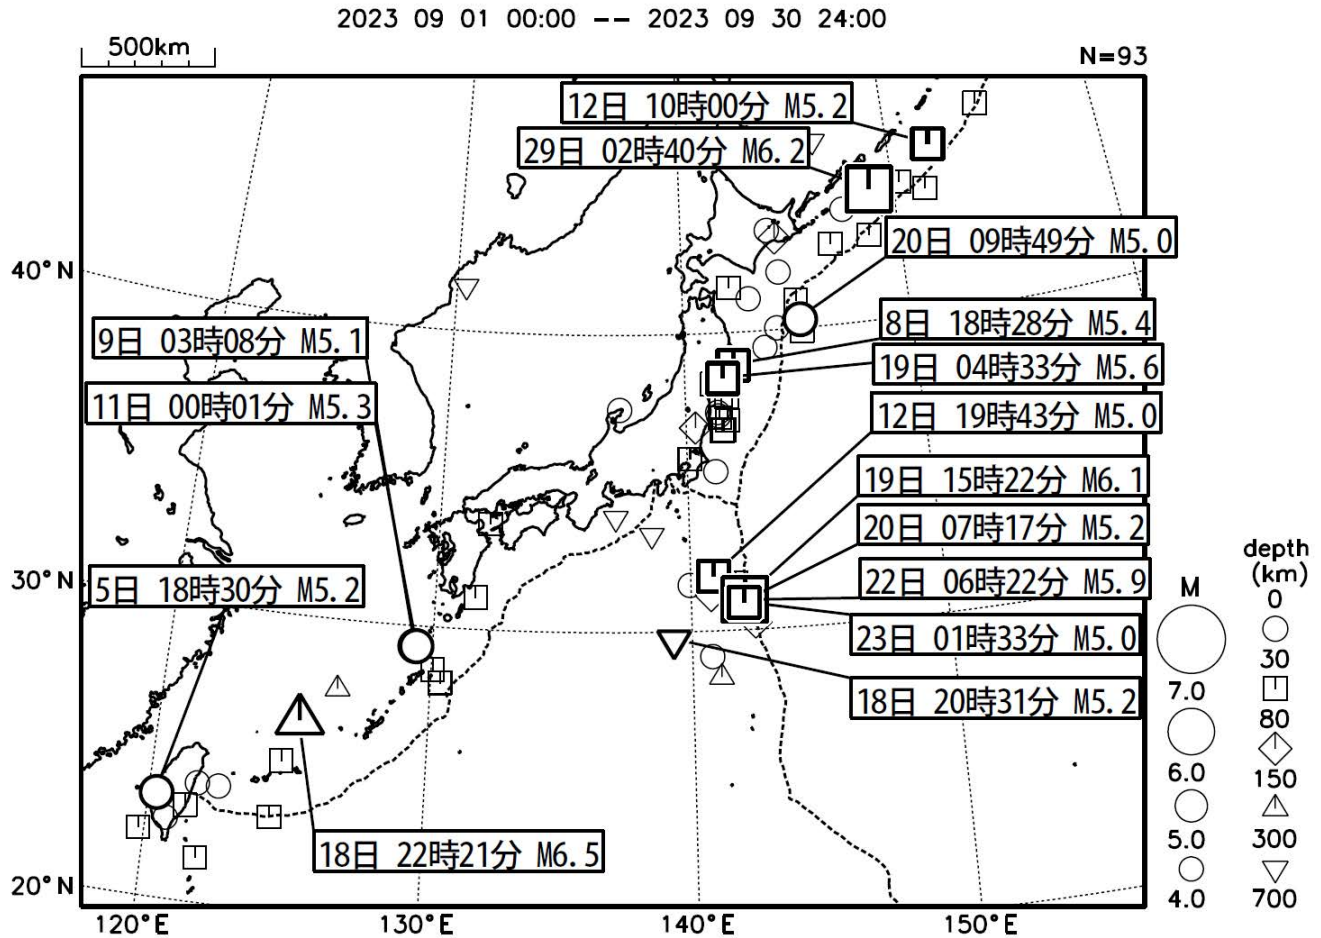 2023 09 01 00:00 -- 2023 09 30 24:00
500km
N=93
12日 10時00分 M5.2
29日 02時40分 M6.2
20日 09時49分 M5.0
40°N
8日 18時28分 M5.4
9日 03時08分 M5.1
19日 04時33分 M5.6
11日 00時01分 M5.3
12日 19時43分 M5.0
19日 15時22分 M6.1
20日 07時17分 M5.2
30°N
5日 18時30分 M5.2
22日 06時22分 M5.9
23日 01時33分 M5.0
18日 20時31分 M5.2
18日 22時21分 M6.5
20°N
120°E
130°E
140°E
150°E
M
7.0
6.0
5.0
4.0
depth
(km)
0
30
80
150
300
700